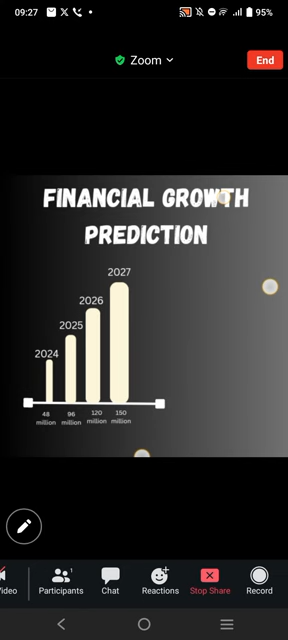 09:27
95%
Zoom
End
FINANCIAL GROWTH
PREDICTION
2027
2026
2025
2024
48 million
96 million
120 million
150 million
Video
Participants
1
Chat
Reactions
Stop Share
Record